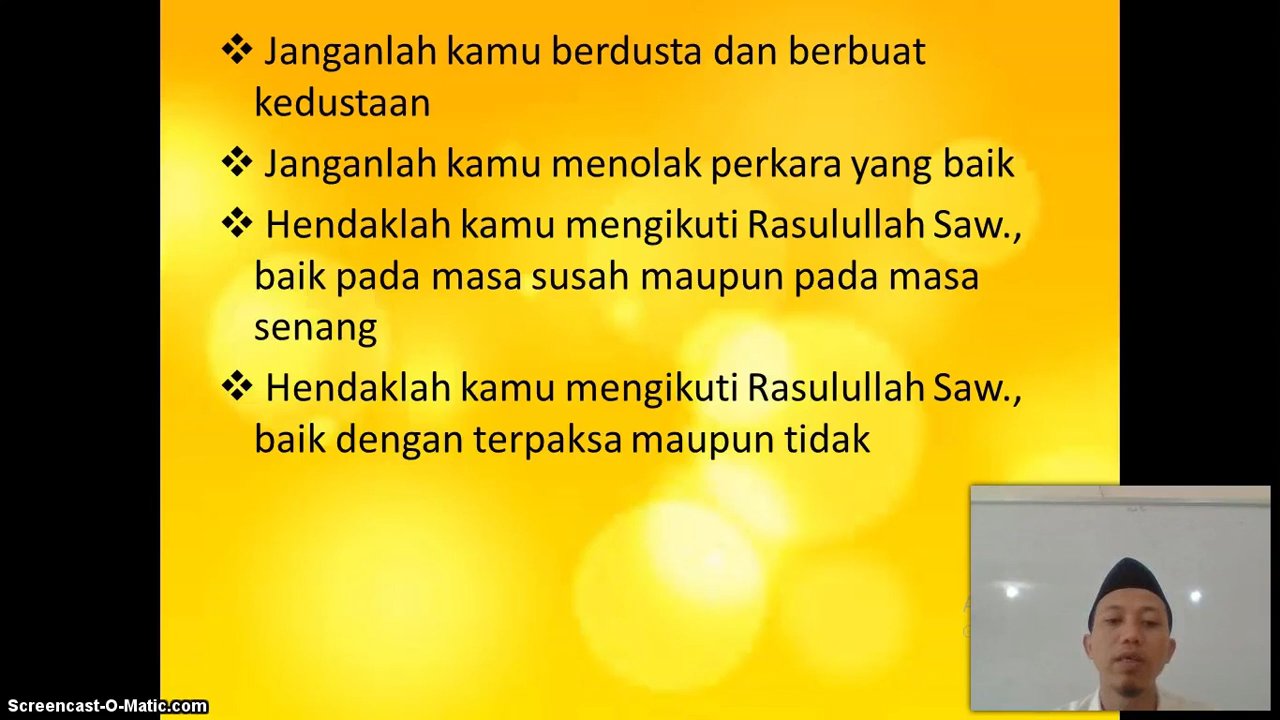 ❖ Janganlah kamu berdusta dan berbuat
kedustaan
❖ Janganlah kamu menolak perkara yang baik
❖ Hendaklah kamu mengikuti Rasulullah Saw.,
baik pada masa susah maupun pada masa
senang
❖ Hendaklah kamu mengikuti Rasulullah Saw.,
baik dengan terpaksa maupun tidak
Screencast-O-Matic.com